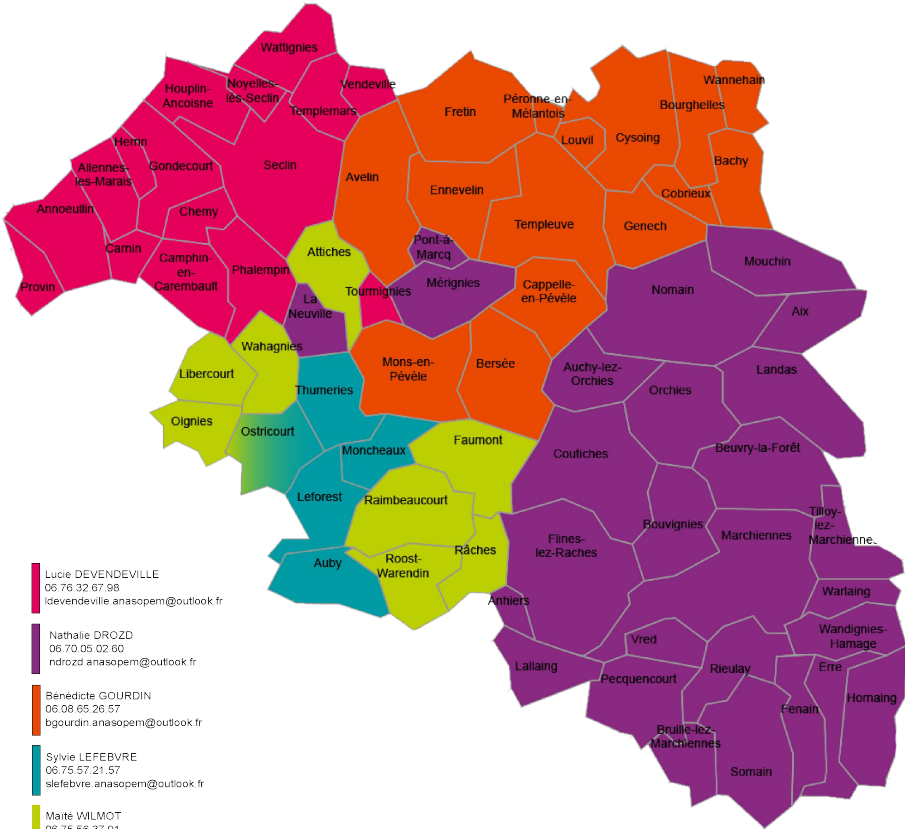 Wattignies
Vendeville
Noyelles-
lès-Seclin
Houplin-
Ancoisne
Templemars
Herrin
Allennes-
les-Marais
Gondecourt
Seclin
Annoeullin
Chemy
Carnin
Camphin-
en-
Carembault
Phalempin
Provin
Fretin
Péronne-en-
Mélantois
Louvil
Cysoing
Bourghelles
Wannehain
Bachy
Cobrieux
Genech
Avelin
Ennevelin
Templeuve
Attiches
Pont-à-
Marcq
Mérignies
Tourmignies
La
Neuville
Cappelle-
en-Pévèle
Mouchin
Nomain
Aix
Landas
Wahagnies
Libercourt
Oignies
Ostricourt
Thumeries
Mons-en-
Pévèle
Bersée
Auchy-lez-
Orchies
Orchies
Moncheaux
Faumont
Coutiches
Beuvry-la-Forêt
Leforest
Raimbeaucourt
Bouvignies
Tilloy-
lez-
Marchiennes
Marchiennes
Flines-
lez-Raches
Auby
Roost-
Warendin
Râches
Anhiers
Warlaing
Wandignies-
Hamage
Vred
Lallaing
Pecquencourt
Rieulay
Erre
Hornaing
Fenain
Bruille-lez-
Marchiennes
Somain
Lucie DEVENDEVILLE
06.76.32.67.98
ldevendeville.anasopem@outlook.fr
Nathalie DROZD
06.70.05.02.60
ndrozd.anasopem@outlook.fr
Bénédicte GOURDIN
06.08.65.26.57
bgourdin.anasopem@outlook.fr
Sylvie LEFEBVRE
06.75.57.21.57
slefebvre.anasopem@outlook.fr
Maïté WILMOT